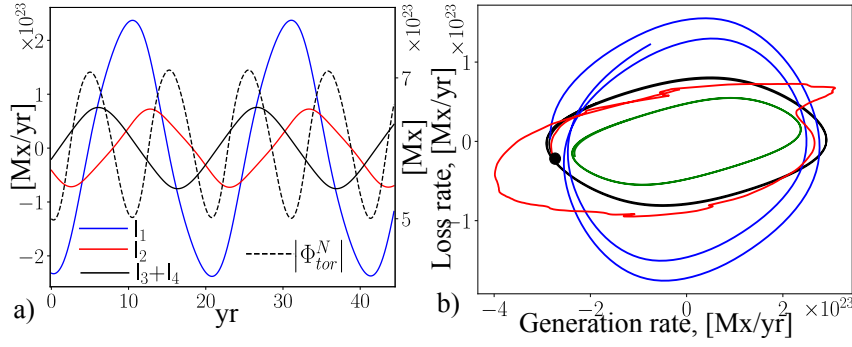 ×10²³
×10²³
×10²³
2
1
0
−1
−2
[Mx/yr]
7
5
[Mx]
I₁
I₂
I₃+I₄
|Φᴺₜₒᵣ|
0
10
20
30
40
yr
a)
1
0
−1
Loss rate, [Mx/yr]
−4
−2
0
2
×10²³
Generation rate, [Mx/yr]
b)